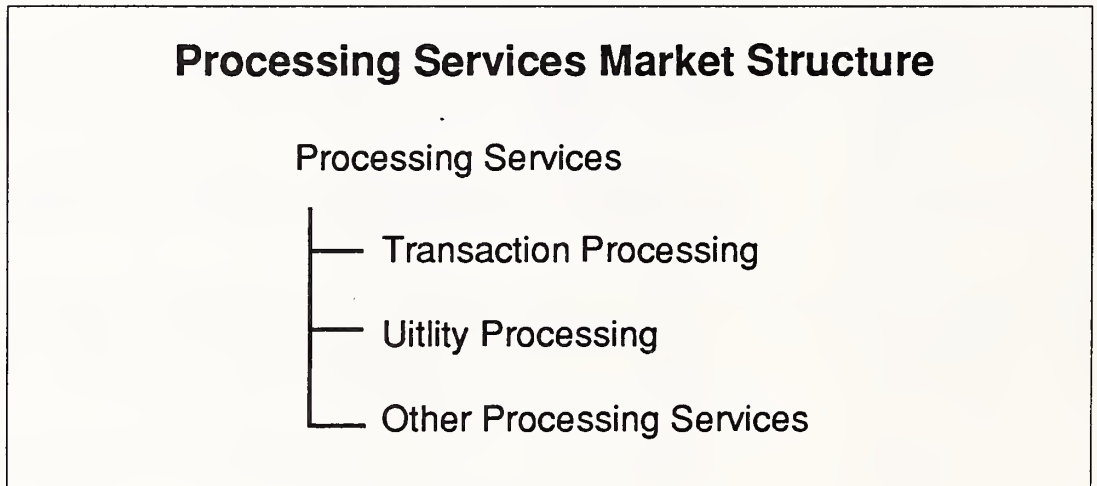 Processing Services Market Structure
Processing Services
Transaction Processing
Uitlity Processing
Other Processing Services